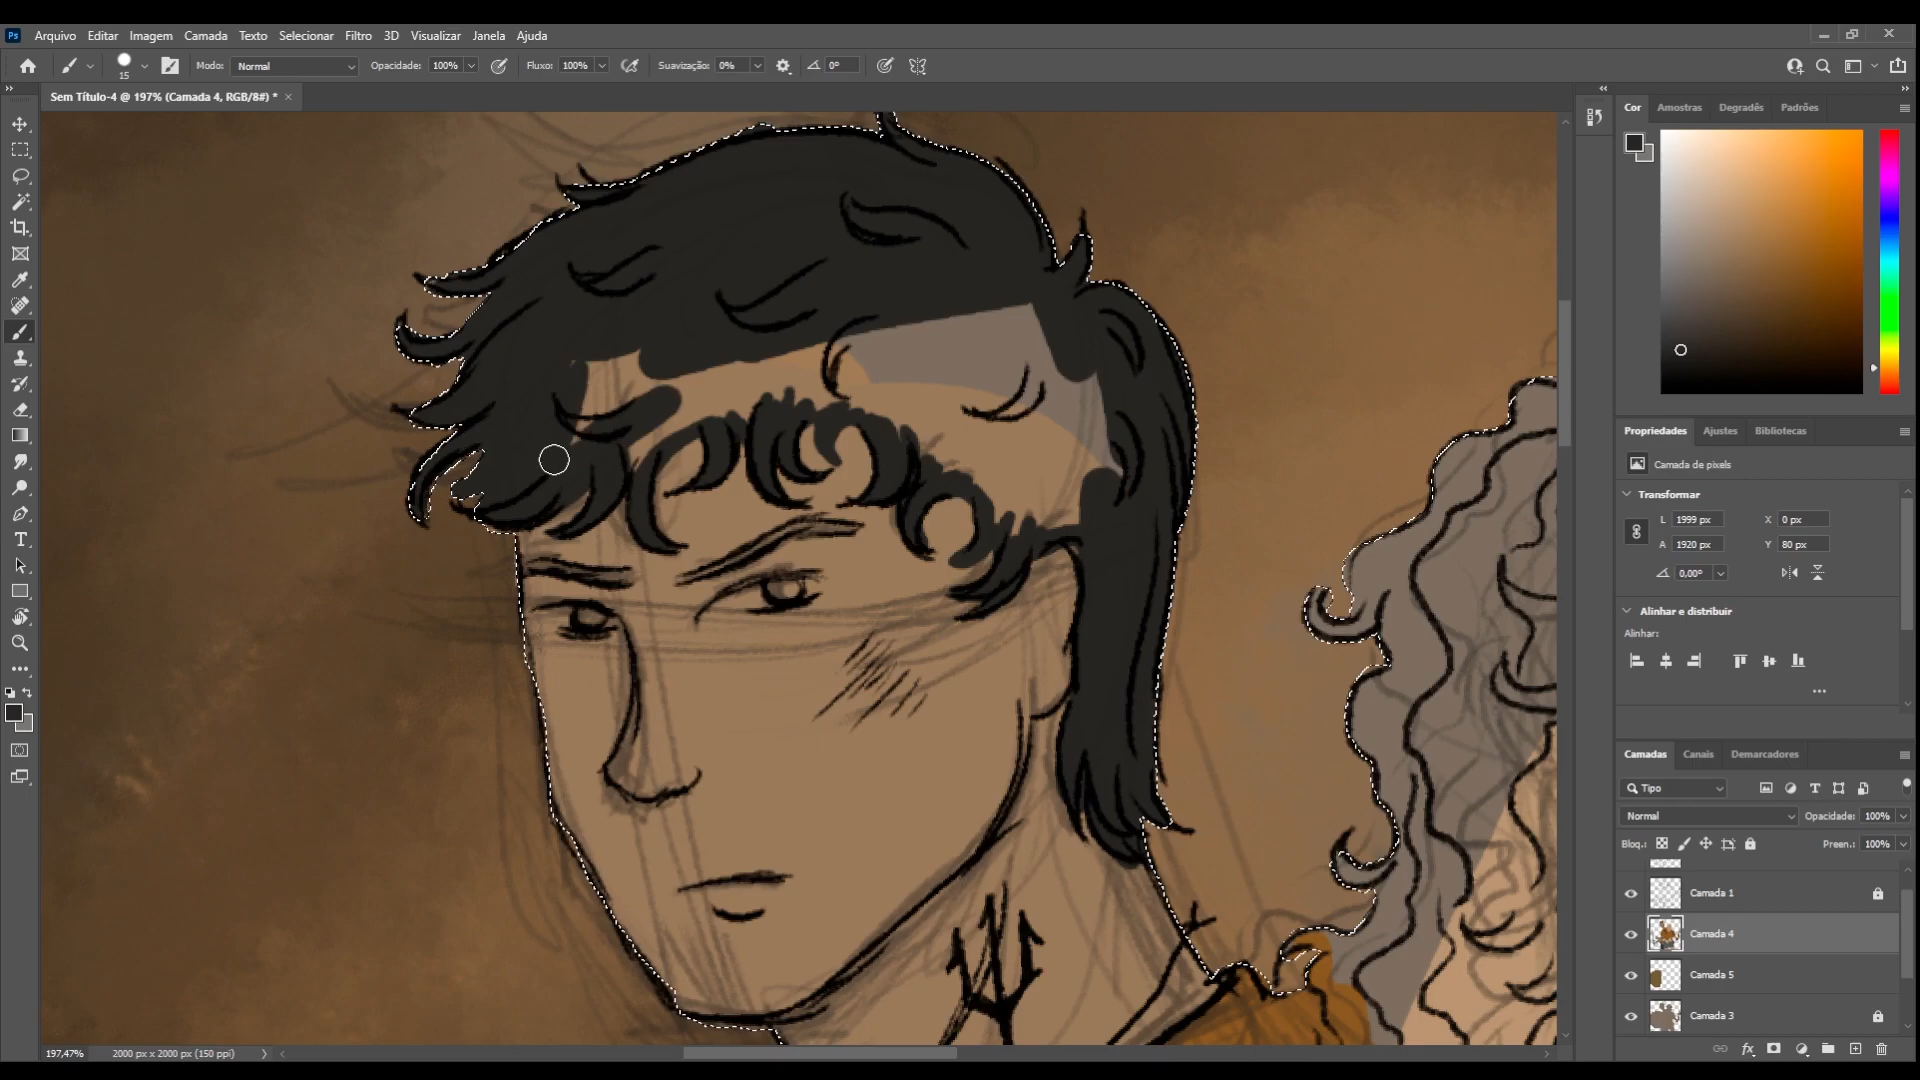 Ps Arquivo Editar Imagem Camada Texto Selecionar Filtro 3D Visualizar Janela Ajuda
15 Modo: Normal Opacidade: 100% Fluxo: 100% Suavização: 0% 0°
Sem Título-4 @ 197% (Camada 4, RGB/8#) * ×
Cor Amostras Degradês Padrões
Propriedades Ajustes Bibliotecas
Camada de pixels
Transformar
L 1999 px X 0 px
A 1920 px Y 80 px
0,00°
Alinhar e distribuir
Alinhar:
Camadas Canais Demarcadores
Tipo
Normal Opacidade: 100%
Bloq.: Preen.: 100%
Camada 1
Camada 4
Camada 5
Camada 3
fx
197,47% 2000 px x 2000 px (150 ppi)